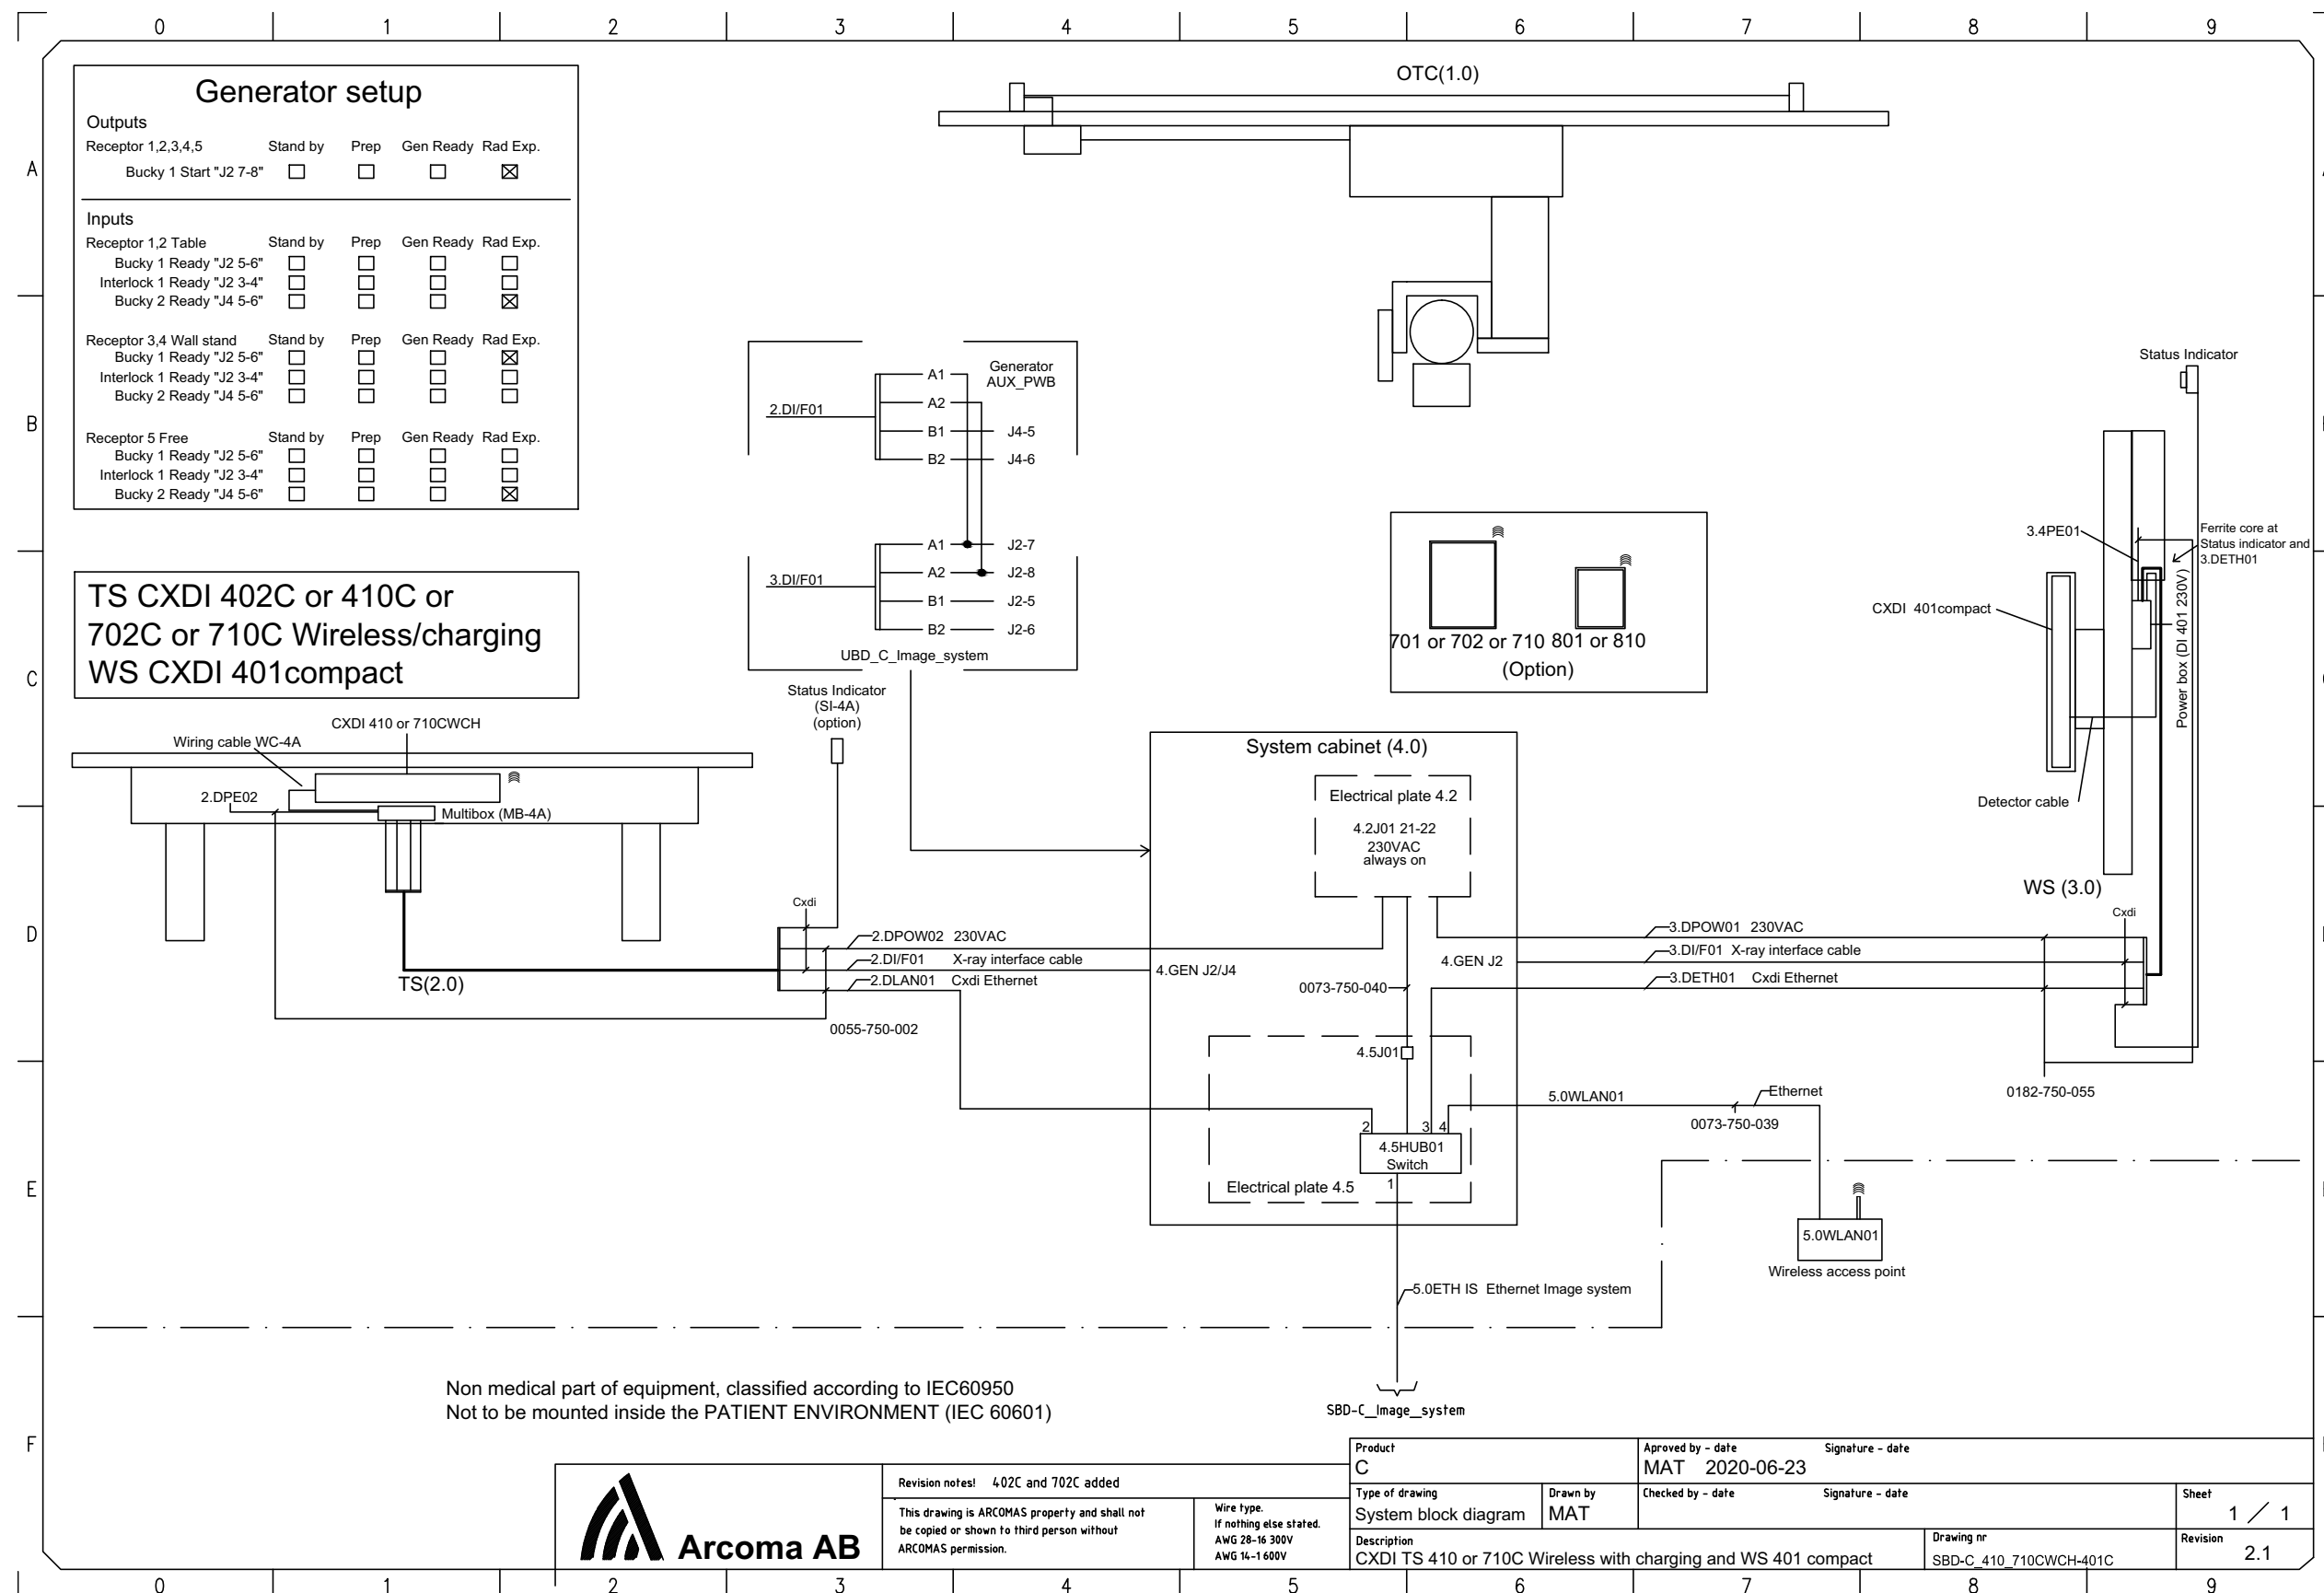 0 1 2 3 4 5 6 7 8 9
A
B
C
D
E
F
Generator setup
Outputs
Receptor 1,2,3,4,5 Stand by Prep Gen Ready Rad Exp.
Bucky 1 Start "J2 7-8"
Inputs
Receptor 1,2 Table Stand by Prep Gen Ready Rad Exp.
Bucky 1 Ready "J2 5-6"
Interlock 1 Ready "J2 3-4"
Bucky 2 Ready "J4 5-6"
Receptor 3,4 Wall stand Stand by Prep Gen Ready Rad Exp.
Bucky 1 Ready "J2 5-6"
Interlock 1 Ready "J2 3-4"
Bucky 2 Ready "J4 5-6"
Receptor 5 Free Stand by Prep Gen Ready Rad Exp.
Bucky 1 Ready "J2 5-6"
Interlock 1 Ready "J2 3-4"
Bucky 2 Ready "J4 5-6"
TS CXDI 402C or 410C or
702C or 710C Wireless/charging
WS CXDI 401compact
OTC(1.0)
Generator
AUX_PWB
2.DI/F01
A1
A2
B1 J4-5
B2 J4-6
3.DI/F01
A1 J2-7
A2 J2-8
B1 J2-5
B2 J2-6
UBD_C_Image_system
701 or 702 or 710 801 or 810
(Option)
Status Indicator
3.4PE01
Ferrite core at
Status indicator and
3.DETH01
CXDI 401compact
Power box (DI 401 230V)
Detector cable
WS (3.0)
Cxdi
Status Indicator
(SI-4A)
(option)
CXDI 410 or 710CWCH
Wiring cable WC-4A
2.DPE02
Multibox (MB-4A)
TS(2.0)
Cxdi
2.DPOW02 230VAC
2.DI/F01 X-ray interface cable
2.DLAN01 Cxdi Ethernet
0055-750-002
System cabinet (4.0)
Electrical plate 4.2
4.2J01 21-22
230VAC
always on
4.GEN J2/J4
4.GEN J2
0073-750-040
4.5J01
2 3 4
4.5HUB01
Switch
1
Electrical plate 4.5
3.DPOW01 230VAC
3.DI/F01 X-ray interface cable
3.DETH01 Cxdi Ethernet
0182-750-055
5.0WLAN01
Ethernet
0073-750-039
5.0WLAN01
Wireless access point
5.0ETH IS Ethernet Image system
SBD-C_Image_system
Non medical part of equipment, classified according to IEC60950
Not to be mounted inside the PATIENT ENVIRONMENT (IEC 60601)
Arcoma AB
Revision notes! 402C and 702C added
This drawing is ARCOMAS property and shall not
be copied or shown to third person without
ARCOMAS permission.
Wire type.
If nothing else stated.
AWG 28-16 300V
AWG 14-1 600V
Product
C
Aproved by - date Signature - date
MAT 2020-06-23
Type of drawing
System block diagram
Drawn by
MAT
Checked by - date Signature - date
Sheet
1 / 1
Description
CXDI TS 410 or 710C Wireless with charging and WS 401 compact
Drawing nr
SBD-C_410_710CWCH-401C
Revision
2.1
0 1 2 3 4 5 6 7 8 9